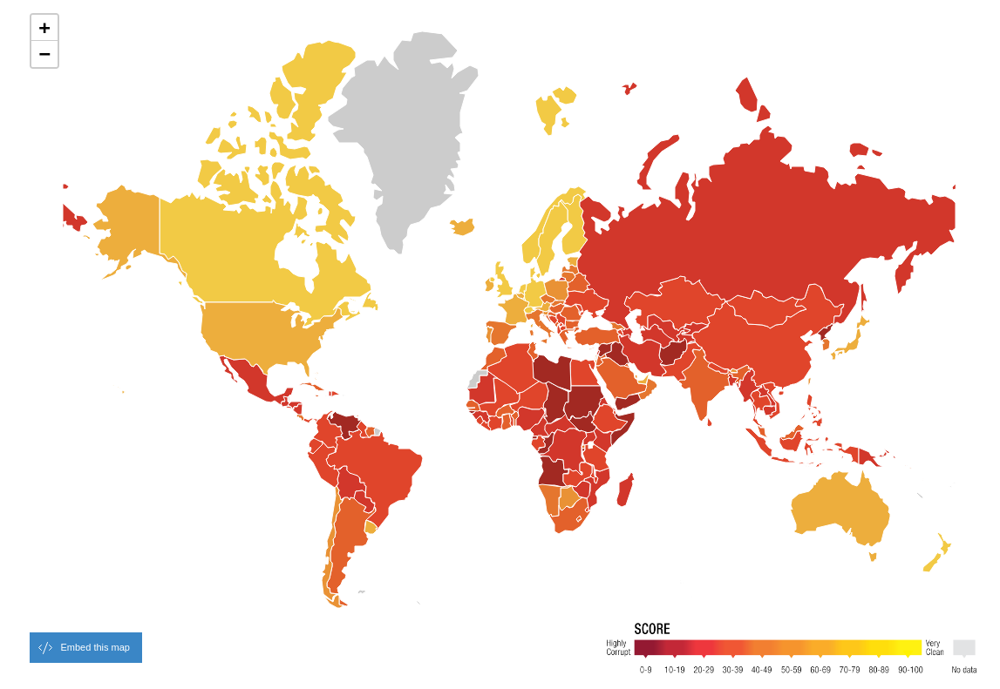 +
−
</> Embed this map
SCORE
Highly Corrupt
Very Clean
0-9 10-19 20-29 30-39 40-49 50-59 60-69 70-79 80-89 90-100 No data